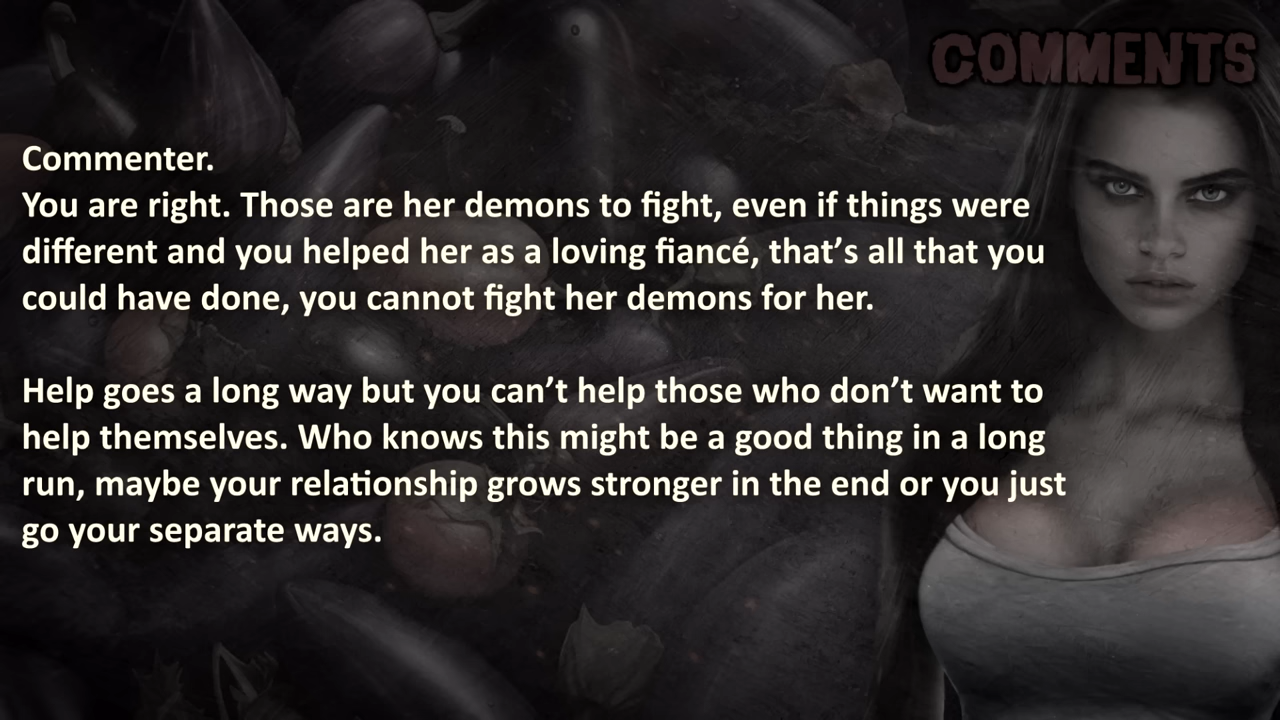 COMMENTS
Commenter.
You are right. Those are her demons to fight, even if things were
different and you helped her as a loving fiancé, that’s all that you
could have done, you cannot fight her demons for her.
Help goes a long way but you can’t help those who don’t want to
help themselves. Who knows this might be a good thing in a long
run, maybe your relationship grows stronger in the end or you just
go your separate ways.